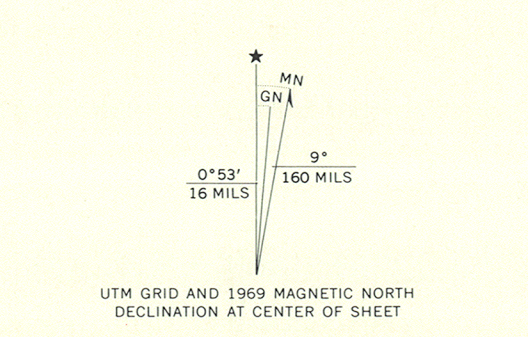 MN
GN
9°
160 MILS
0°53'
16 MILS
UTM GRID AND 1969 MAGNETIC NORTH
DECLINATION AT CENTER OF SHEET